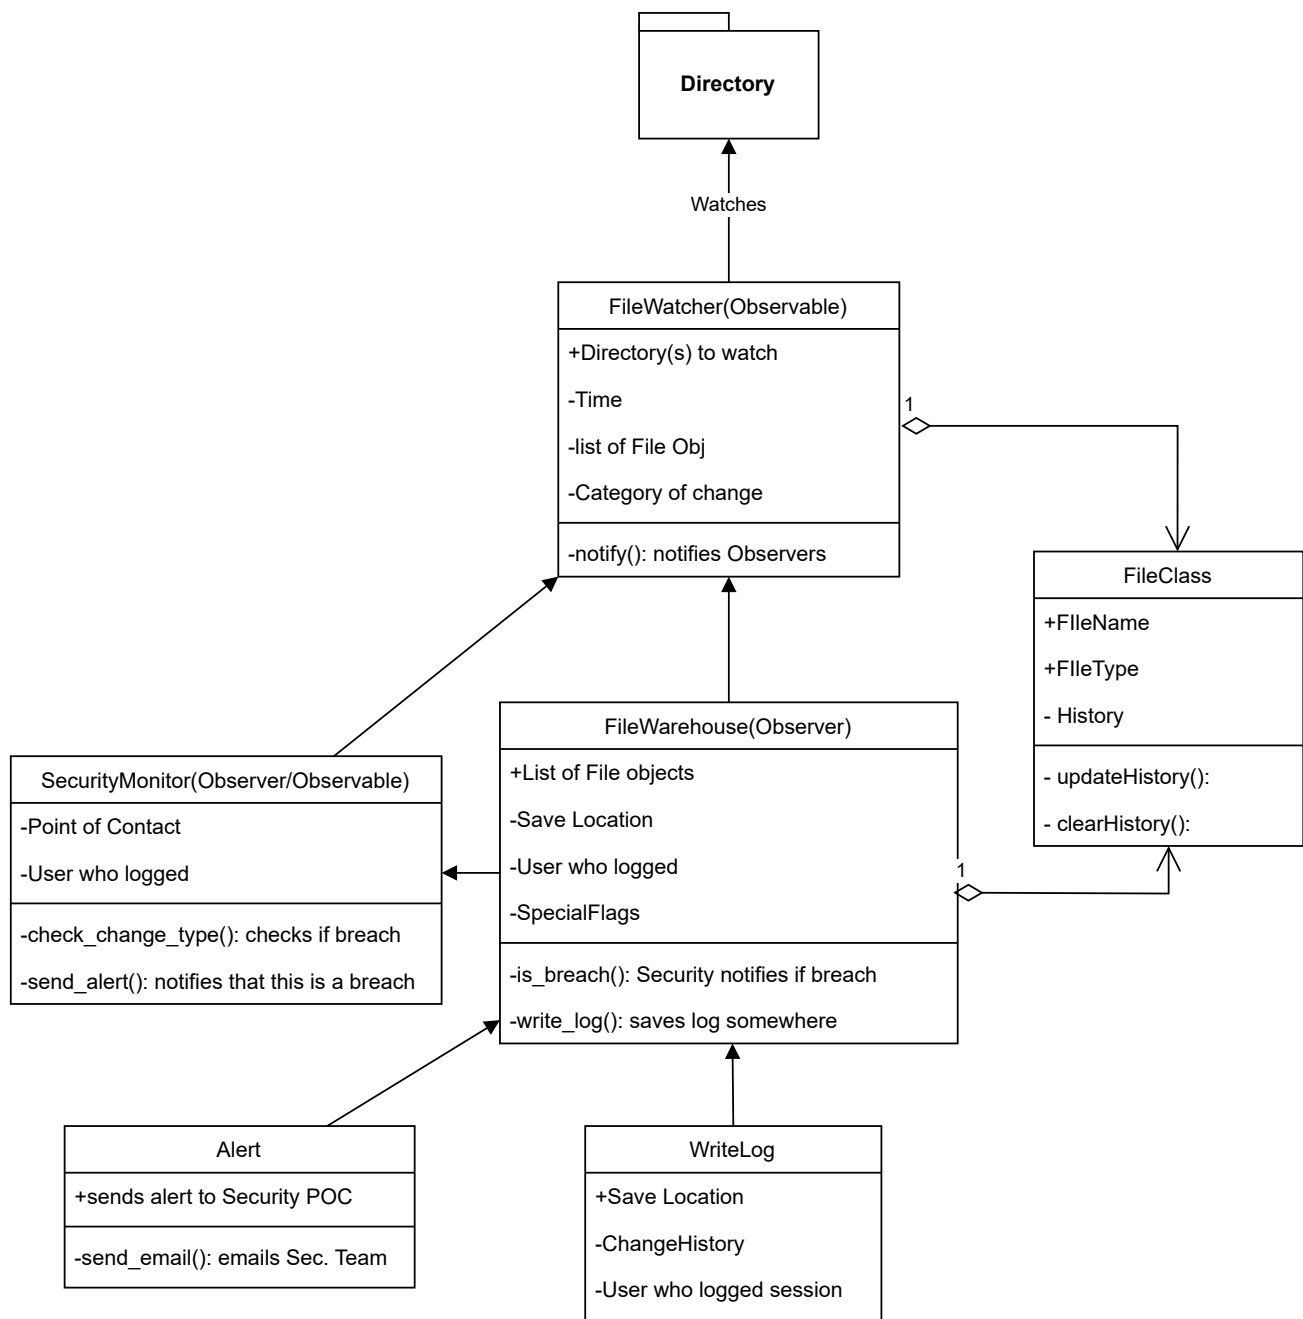 Directory
Watches
FileWatcher(Observable)
+Directory(s) to watch
-Time
-list of File Obj
-Category of change
-notify(): notifies Observers
1
FileClass
+FIleName
+FIleType
- History
- updateHistory():
- clearHistory():
FileWarehouse(Observer)
+List of File objects
-Save Location
-User who logged
-SpecialFlags
-is_breach(): Security notifies if breach
-write_log(): saves log somewhere
1
SecurityMonitor(Observer/Observable)
-Point of Contact
-User who logged
-check_change_type(): checks if breach
-send_alert(): notifies that this is a breach
Alert
+sends alert to Security POC
-send_email(): emails Sec. Team
WriteLog
+Save Location
-ChangeHistory
-User who logged session